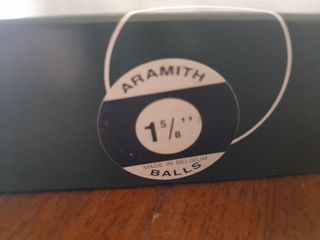 ARAMITH
1 5/8"
MADE IN BELGIUM
BALLS